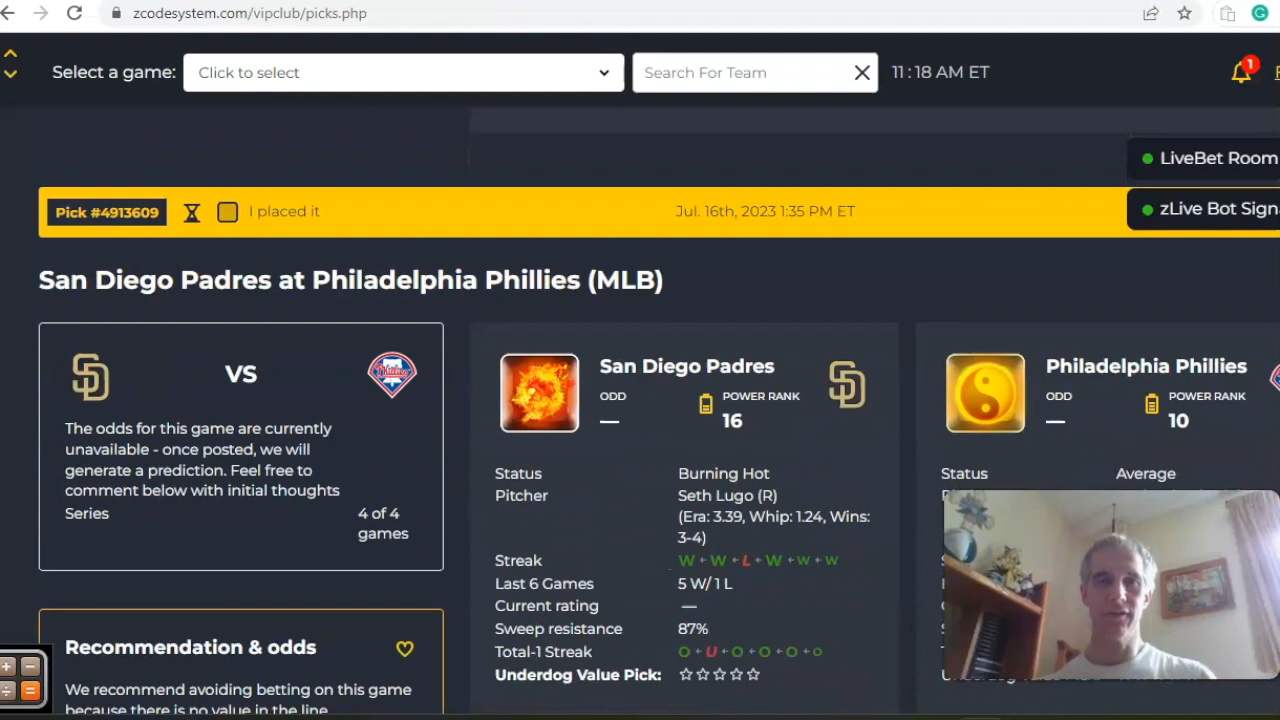 zcodesystem.com/vipclub/picks.php
Select a game: Click to select Search For Team 11:18 AM ET 1
LiveBet Room
Pick #4913609 I placed it Jul. 16th, 2023 1:35 PM ET
zLive Bot Sign
San Diego Padres at Philadelphia Phillies (MLB)
SD VS Phillies
The odds for this game are currently
unavailable - once posted, we will
generate a prediction. Feel free to
comment below with initial thoughts
Series 4 of 4
games
Recommendation & odds
We recommend avoiding betting on this game
because there is no value in the line
San Diego Padres SD
ODD POWER RANK
— 16
Status Burning Hot
Pitcher Seth Lugo (R)
(Era: 3.39, Whip: 1.24, Wins:
3-4)
Streak W W L W W W
Last 6 Games 5 W/ 1 L
Current rating —
Sweep resistance 87%
Total-1 Streak O U O O O O
Underdog Value Pick:
Philadelphia Phillies
ODD POWER RANK
— 10
Status Average